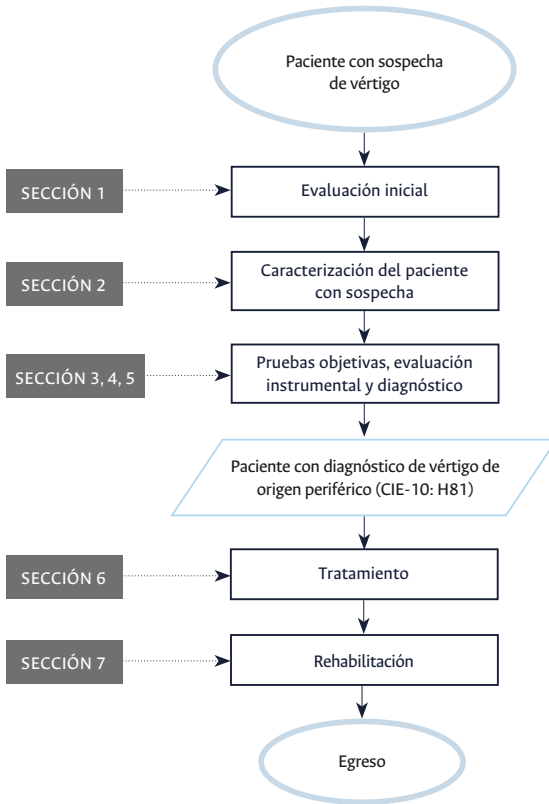 Paciente con sospecha
de vértigo
SECCIÓN 1
Evaluación inicial
SECCIÓN 2
Caracterización del paciente
con sospecha
SECCIÓN 3, 4, 5
Pruebas objetivas, evaluación
instrumental y diagnóstico
Paciente con diagnóstico de vértigo de
origen periférico (CIE-10: H81)
SECCIÓN 6
Tratamiento
SECCIÓN 7
Rehabilitación
Egreso